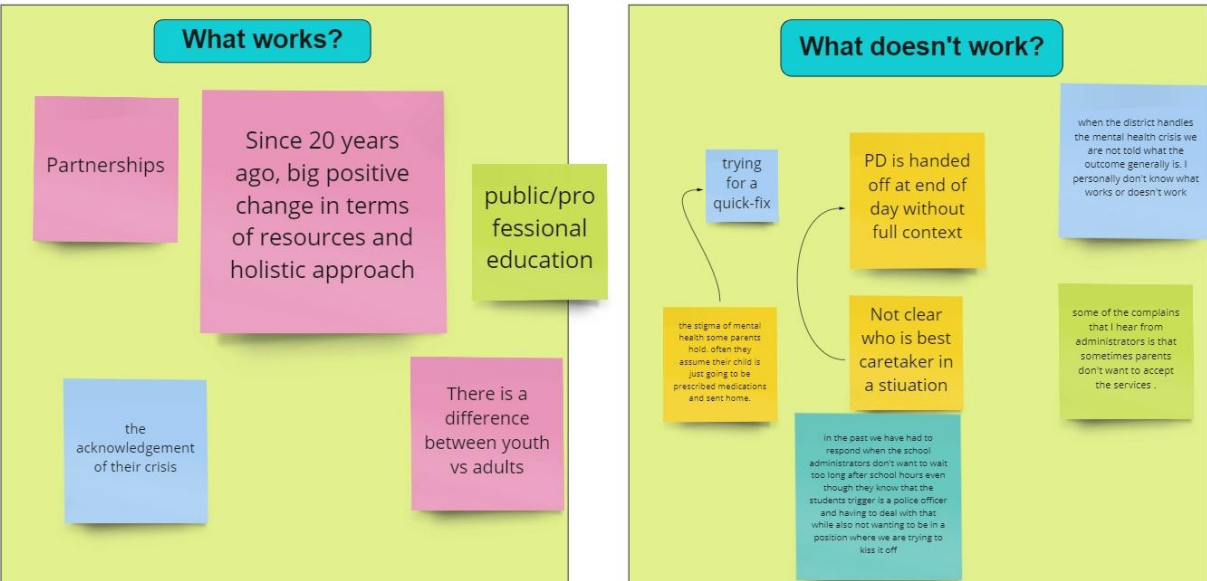 What works?
Partnerships
Since 20 years
ago, big positive
change in terms
of resources and
holistic approach
public/pro
fessional
education
the
acknowledgement
of their crisis
There is a
difference
between youth
vs adults
What doesn't work?
trying
for a
quick-fix
PD is handed
off at end of
day without
full context
when the district handles
the mental health crisis we
are not told what the
outcome generally is. I
personally don't know what
works or doesn't work
the stigma of mental
health some parents
hold. often they
assume their child is
just going to be
prescribed medications
and sent home.
Not clear
who is best
caretaker in
a stiuation
some of the complains
that I hear from
administrators is that
sometimes parents
don't want to accept
the services .
in the past we have had to
respond when the school
administrators don't want to wait
too long after school hours even
though they know that the
students trigger is a police officer
and having to deal with that
while also not wanting to be in a
position where we are trying to
kiss it off